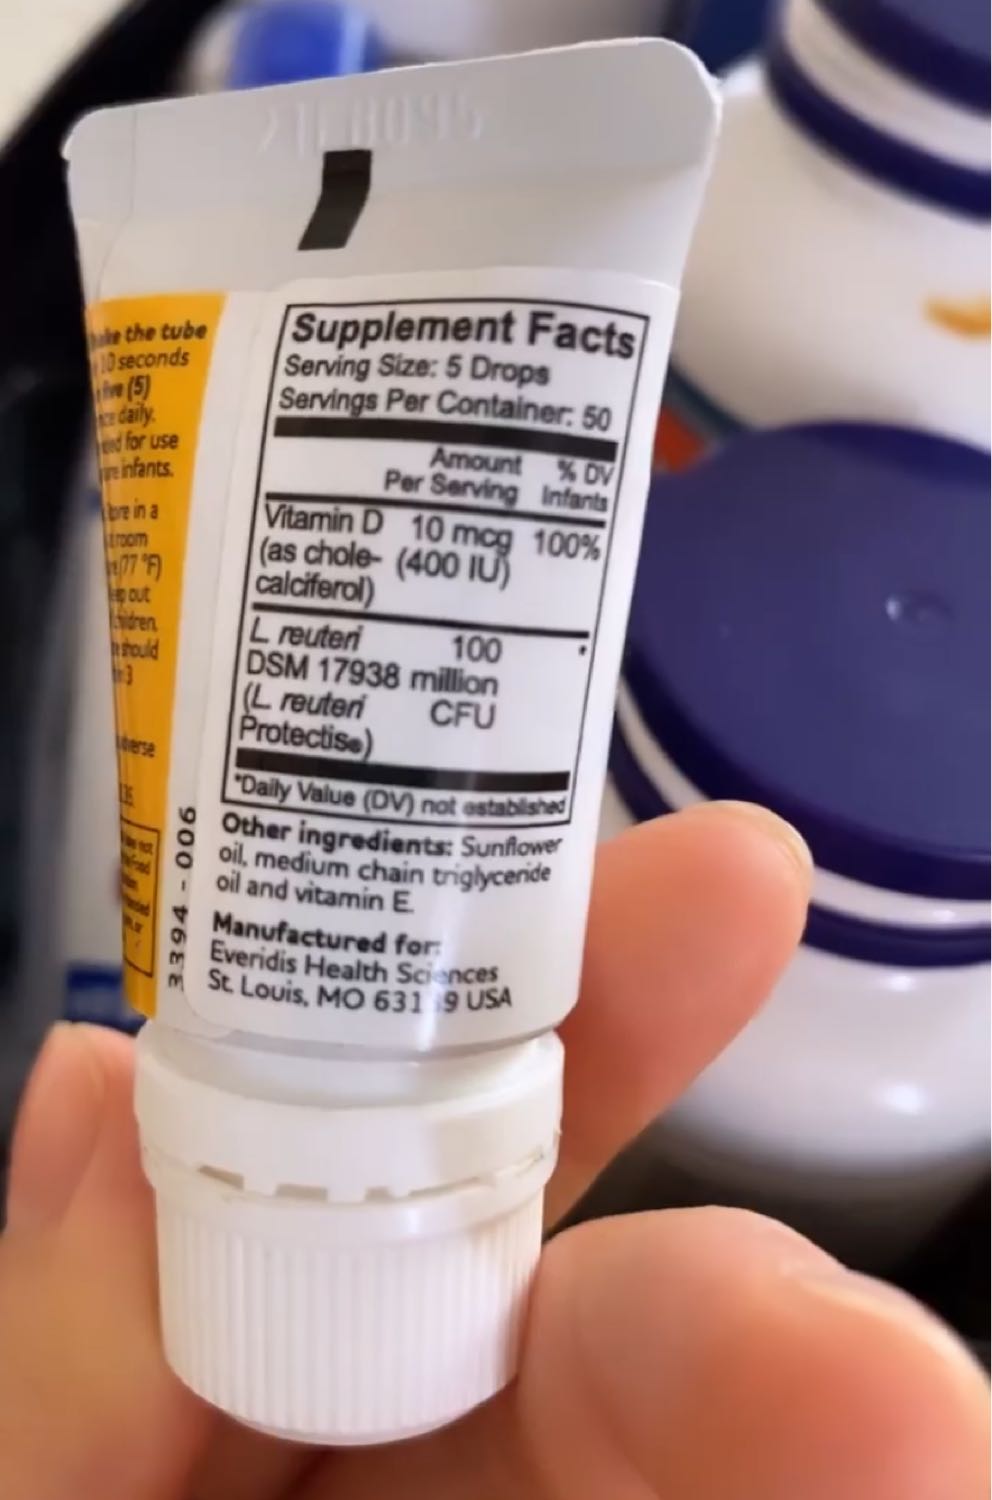 the tube
10 seconds
five (5)
daily.
for use
infants.
in a
room
(77 °F)
out
children,
should
3
Supplement Facts
Serving Size: 5 Drops
Servings Per Container: 50
Amount % DV
Per Serving Infants
Vitamin D 10 mcg 100%
(as chole- (400 IU)
calciferol)
L reuteri 100 *
DSM 17938 million
(L reuteri CFU
Protectis®)
*Daily Value (DV) not established
Other ingredients: Sunflower
oil, medium chain triglyceride
oil and vitamin E.
Manufactured for:
Everidis Health Sciences
St. Louis, MO USA
3394-006